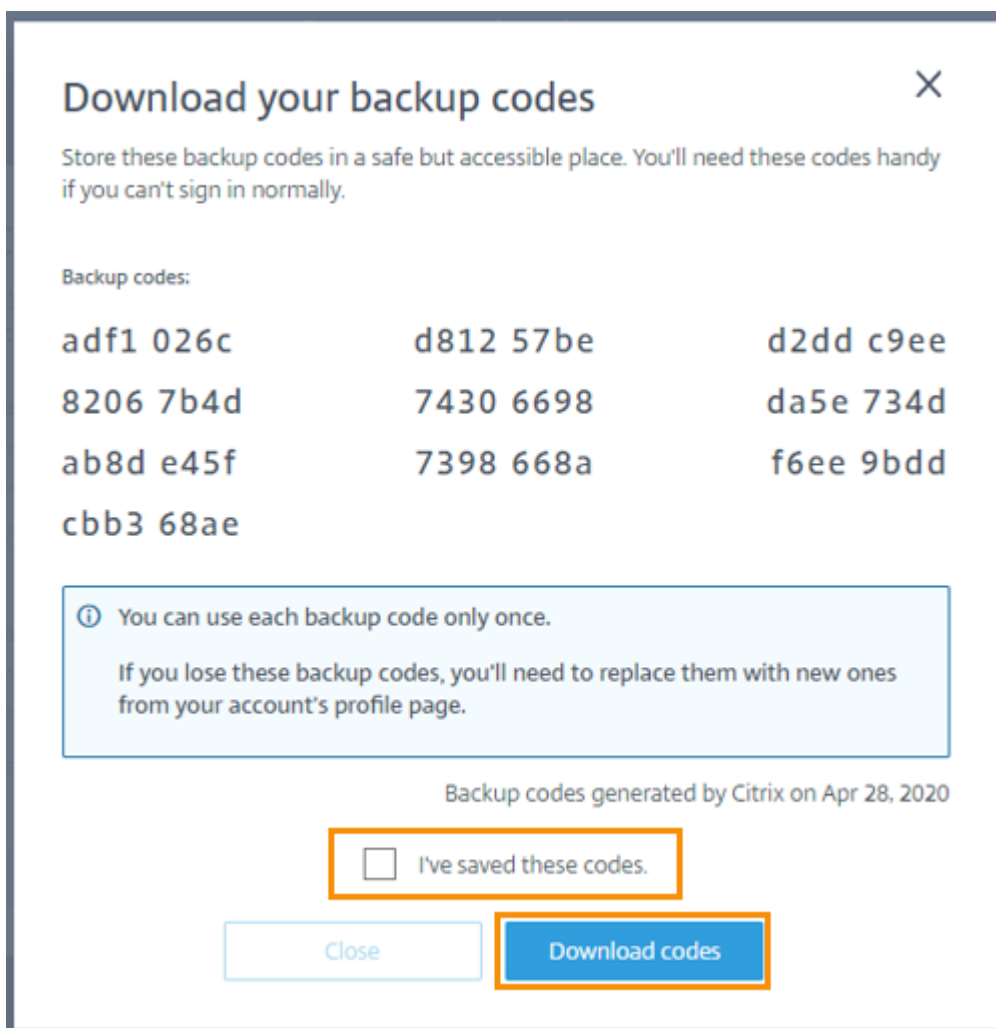 Download your backup codes
Store these backup codes in a safe but accessible place. You'll need these codes handy
if you can't sign in normally.
Backup codes:
adf1 026c d812 57be d2dd c9ee
8206 7b4d 7430 6698 da5e 734d
ab8d e45f 7398 668a f6ee 9bdd
cbb3 68ae
You can use each backup code only once.
If you lose these backup codes, you'll need to replace them with new ones
from your account's profile page.
Backup codes generated by Citrix on Apr 28, 2020
I've saved these codes.
Close Download codes